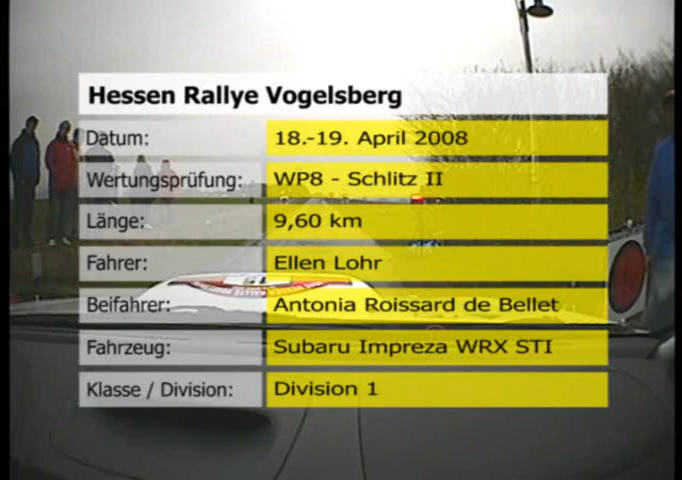 Hessen Rallye Vogelsberg
Datum: 18.-19. April 2008
Wertungsprüfung: WP8 - Schlitz II
Länge: 9,60 km
Fahrer: Ellen Lohr
Beifahrer: Antonia Roissard de Bellet
Fahrzeug: Subaru Impreza WRX STI
Klasse / Division: Division 1